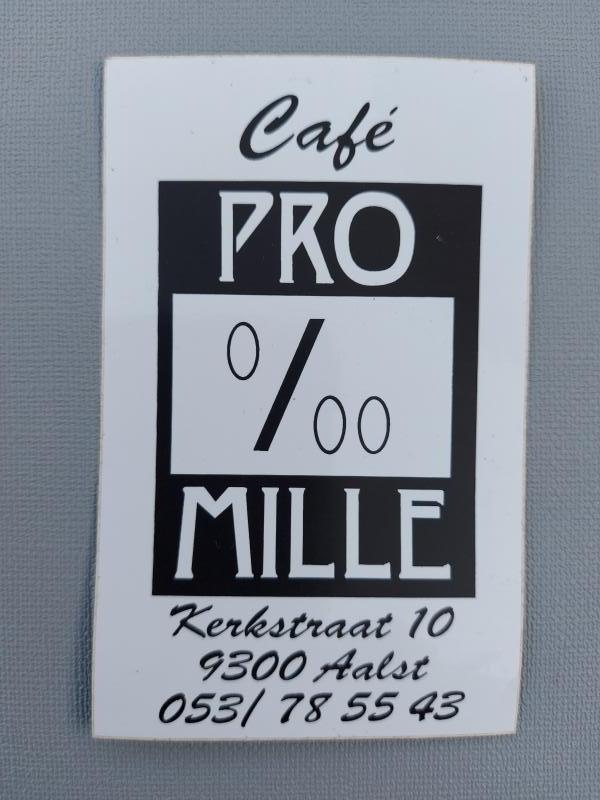 Café
PRO
‰
MILLE
Kerkstraat 10
9300 Aalst
053/ 78 55 43